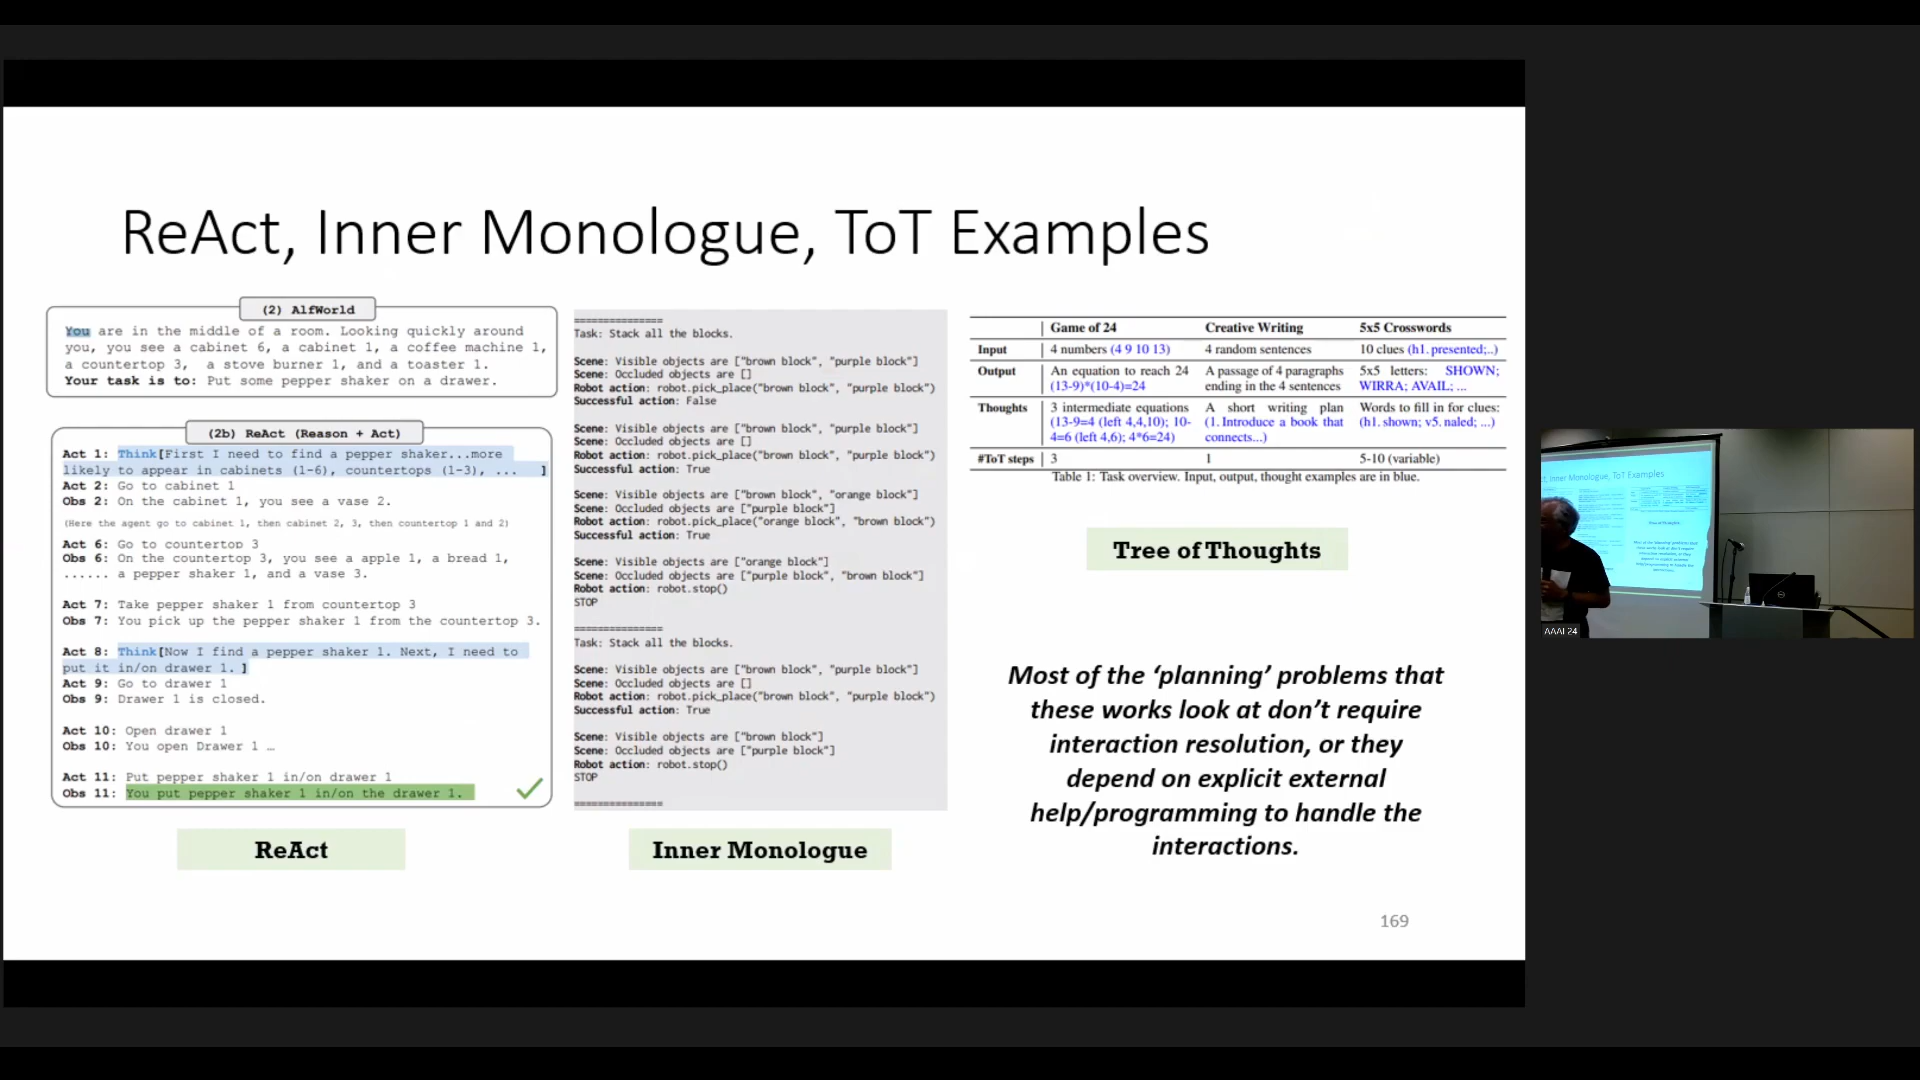 ReAct, Inner Monologue, ToT Examples
(2) AlfWorld
You are in the middle of a room. Looking quickly around
you, you see a cabinet 6, a cabinet 1, a coffee machine 1,
a countertop 3, a stove burner 1, and a toaster 1.
Your task is to: Put some pepper shaker on a drawer.
(2b) ReAct (Reason + Act)
Act 1: Think[First I need to find a pepper shaker...more
likely to appear in cabinets (1-6), countertops (1-3), ... ]
Act 2: Go to cabinet 1
Obs 2: On the cabinet 1, you see a vase 2.
(Here the agent go to cabinet 1, then cabinet 2, 3, then countertop 1 and 2)
Act 6: Go to countertop 3
Obs 6: On the countertop 3, you see a apple 1, a bread 1,
...... a pepper shaker 1, and a vase 3.
Act 7: Take pepper shaker 1 from countertop 3
Obs 7: You pick up the pepper shaker 1 from the countertop 3.
Act 8: Think[Now I find a pepper shaker 1. Next, I need to
put it in/on drawer 1. ]
Act 9: Go to drawer 1
Obs 9: Drawer 1 is closed.
Act 10: Open drawer 1
Obs 10: You open Drawer 1 …
Act 11: Put pepper shaker 1 in/on drawer 1
Obs 11: You put pepper shaker 1 in/on the drawer 1.
ReAct
==============
Task: Stack all the blocks.
Scene: Visible objects are ["brown block", "purple block"]
Scene: Occluded objects are []
Robot action: robot.pick_place("brown block", "purple block")
Successful action: False
Scene: Visible objects are ["brown block", "purple block"]
Scene: Occluded objects are []
Robot action: robot.pick_place("brown block", "purple block")
Successful action: True
Scene: Visible objects are ["brown block", "orange block"]
Scene: Occluded objects are ["purple block"]
Robot action: robot.pick_place("orange block", "brown block")
Successful action: True
Scene: Visible objects are ["orange block"]
Scene: Occluded objects are ["purple block", "brown block"]
Robot action: robot.stop()
STOP
==============
Task: Stack all the blocks.
Scene: Visible objects are ["brown block", "purple block"]
Scene: Occluded objects are []
Robot action: robot.pick_place("brown block", "purple block")
Successful action: True
Scene: Visible objects are ["brown block"]
Scene: Occluded objects are ["purple block"]
Robot action: robot.stop()
STOP
==============
Inner Monologue
Game of 24 Creative Writing 5x5 Crosswords
Input 4 numbers (4 9 10 13) 4 random sentences 10 clues (h1. presented;..)
Output An equation to reach 24 A passage of 4 paragraphs 5x5 letters: SHOWN;
(13-9)*(10-4)=24 ending in the 4 sentences WIRRA; AVAIL; ...
Thoughts 3 intermediate equations A short writing plan Words to fill in for clues:
(13-9=4 (left 4,4,10); 10- (1. Introduce a book that (h1. shown; v5. naled; ...)
4=6 (left 4,6); 4*6=24) connects...)
#ToT steps 3 1 5-10 (variable)
Table 1: Task overview. Input, output, thought examples are in blue.
Tree of Thoughts
Most of the ‘planning’ problems that
these works look at don’t require
interaction resolution, or they
depend on explicit external
help/programming to handle the
interactions.
169
AAAI 24